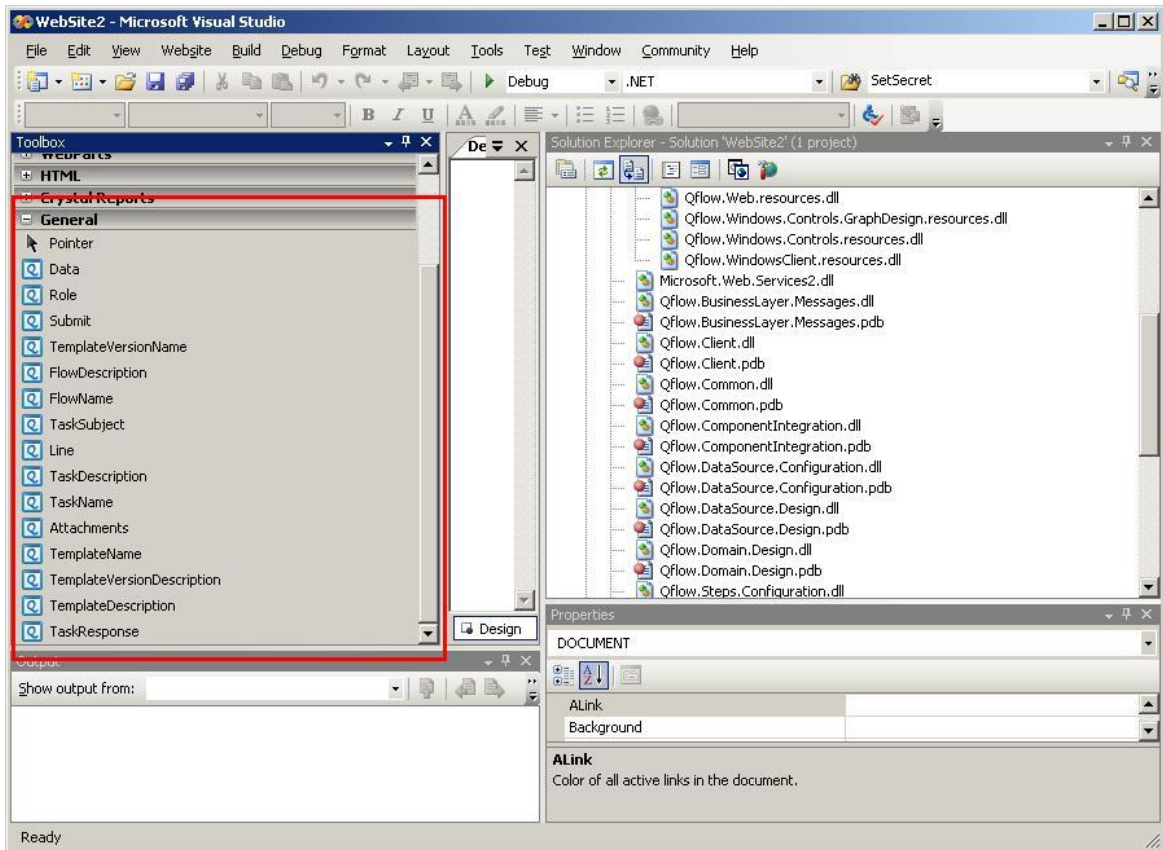 WebSite2 - Microsoft Visual Studio
File Edit View Website Build Debug Format Layout Tools Test Window Community Help
Debug .NET SetSecret
B I U A
Toolbox
WebParts
HTML
Crystal Reports
General
Pointer
Data
Role
Submit
TemplateVersionName
FlowDescription
FlowName
TaskSubject
Line
TaskDescription
TaskName
Attachments
TemplateName
TemplateVersionDescription
TemplateDescription
TaskResponse
De
Design
Solution Explorer - Solution 'WebSite2' (1 project)
Qflow.Web.resources.dll
Qflow.Windows.Controls.GraphDesign.resources.dll
Qflow.Windows.Controls.resources.dll
Qflow.WindowsClient.resources.dll
Microsoft.Web.Services2.dll
Qflow.BusinessLayer.Messages.dll
Qflow.BusinessLayer.Messages.pdb
Qflow.Client.dll
Qflow.Client.pdb
Qflow.Common.dll
Qflow.Common.pdb
Qflow.ComponentIntegration.dll
Qflow.ComponentIntegration.pdb
Qflow.DataSource.Configuration.dll
Qflow.DataSource.Configuration.pdb
Qflow.DataSource.Design.dll
Qflow.DataSource.Design.pdb
Qflow.Domain.Design.dll
Qflow.Domain.Design.pdb
Qflow.Steps.Configuration.dll
Output
Show output from:
Properties
DOCUMENT
ALink
Background
ALink
Color of all active links in the document.
Ready